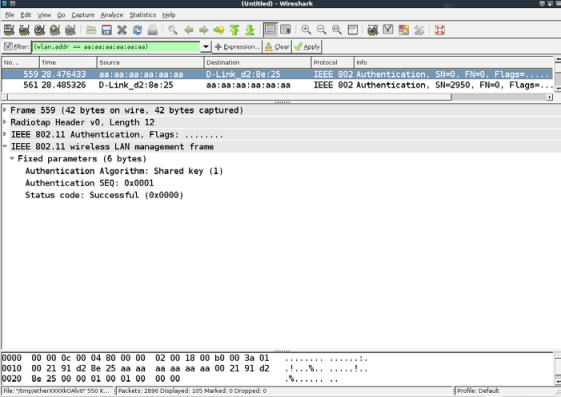 (Untitled) - Wireshark
File Edit View Go Capture Analyze Statistics Help
Filter: (wlan.addr == aa:aa:aa:aa:aa:aa) Expression... Clear Apply
No. . Time Source Destination Protocol Info
559 28.476433 aa:aa:aa:aa:aa:aa D-Link_d2:8e:25 IEEE 802 Authentication, SN=0, FN=0, Flags=.....
561 28.485326 D-Link_d2:8e:25 aa:aa:aa:aa:aa:aa IEEE 802 Authentication, SN=2950, FN=0, Flags=...
Frame 559 (42 bytes on wire, 42 bytes captured)
Radiotap Header v0, Length 12
IEEE 802.11 Authentication, Flags: ........
IEEE 802.11 wireless LAN management frame
Fixed parameters (6 bytes)
Authentication Algorithm: Shared key (1)
Authentication SEQ: 0x0001
Status code: Successful (0x0000)
0000 00 00 0c 00 04 80 00 00 02 00 18 00 b0 00 3a 01 ........ ......:.
0010 00 21 91 d2 8e 25 aa aa aa aa aa aa 00 21 91 d2 .!...%.. .....!..
0020 8e 25 00 00 01 00 01 00 00 00 .%...... ..
File: "/tmp/etherXXXXkOAlv6" 550 K... Packets: 2896 Displayed: 105 Marked: 0 Dropped: 0 Profile: Default